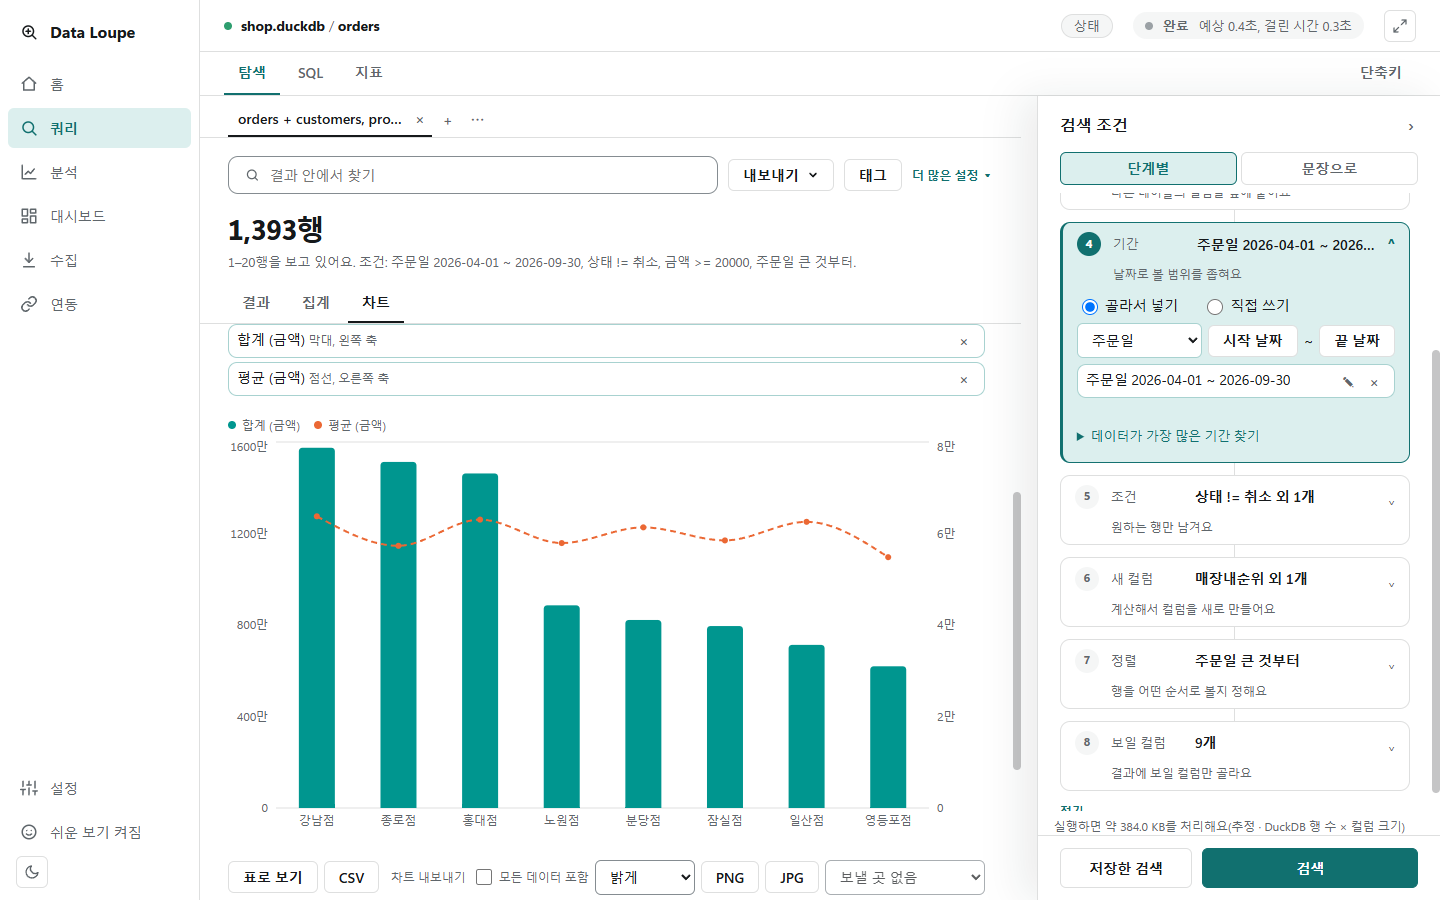 Data Loupe
홈
쿼리
분석
대시보드
수집
연동
설정
쉬운 보기 켜짐
shop.duckdb / orders
상태
완료 예상 0.4초, 걸린 시간 0.3초
탐색 SQL 지표
단축키
orders + customers, pro... × + ⋯
결과 안에서 찾기
내보내기
태그
더 많은 설정
1,393행
1–20행을 보고 있어요. 조건: 주문일 2026-04-01 ~ 2026-09-30, 상태 != 취소, 금액 >= 20000, 주문일 큰 것부터.
결과 집계 차트
합계 (금액) 막대, 왼쪽 축 ×
평균 (금액) 점선, 오른쪽 축 ×
합계 (금액) 평균 (금액)
1600만 8만
1200만 6만
800만 4만
400만 2만
0 0
강남점 종로점 홍대점 노원점 분당점 잠실점 일산점 영등포점
표로 보기 CSV 차트 내보내기 모든 데이터 포함 밝게 PNG JPG 보낼 곳 없음
검색 조건
단계별 문장으로
4 기간 주문일 2026-04-01 ~ 2026...
날짜로 볼 범위를 좁혀요
골라서 넣기 직접 쓰기
주문일 시작 날짜 ~ 끝 날짜
주문일 2026-04-01 ~ 2026-09-30 ×
데이터가 가장 많은 기간 찾기
5 조건 상태 != 취소 외 1개
원하는 행만 남겨요
6 새 컬럼 매장내순위 외 1개
계산해서 컬럼을 새로 만들어요
7 정렬 주문일 큰 것부터
행을 어떤 순서로 볼지 정해요
8 보일 컬럼 9개
결과에 보일 컬럼만 골라요
실행하면 약 384.0 KB를 처리해요(추정 · DuckDB 행 수 × 컬럼 크기)
저장한 검색 검색